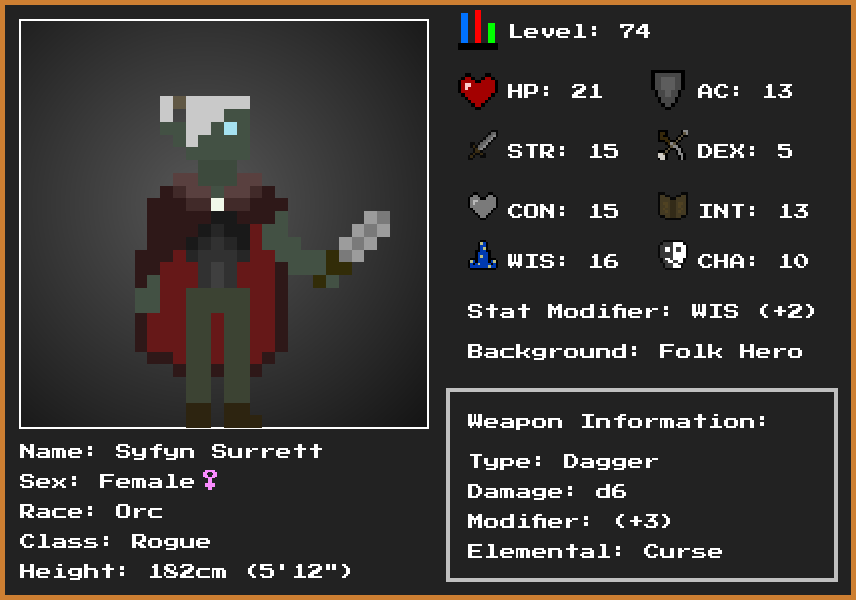 Level: 74
HP: 21 AC: 13
STR: 15 DEX: 5
CON: 15 INT: 13
WIS: 16 CHA: 10
Stat Modifier: WIS (+2)
Background: Folk Hero
Weapon Information:
Type: Dagger
Damage: d6
Modifier: (+3)
Elemental: Curse
Name: Syfyn Surrett
Sex: Female♀
Race: Orc
Class: Rogue
Height: 182cm (5'12")